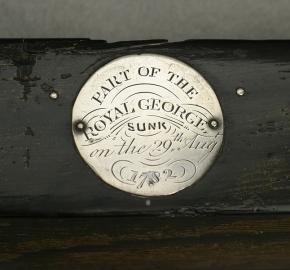 PART OF THE
ROYAL GEORGE,
SUNK
on the 29th Aug
1782